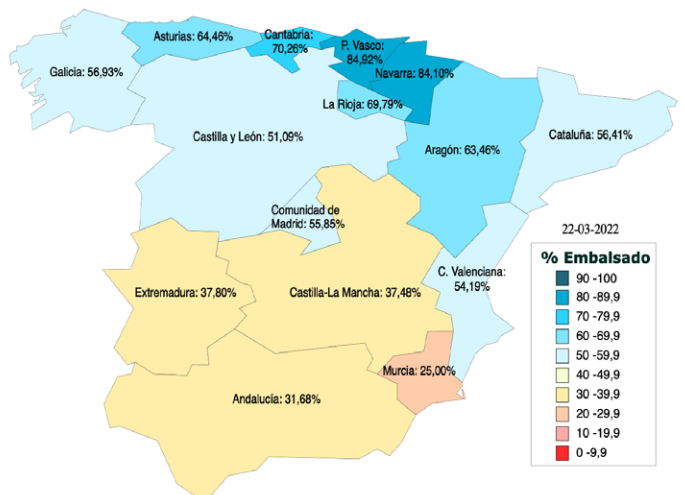 Asturias: 64,46%
Cantabria:
70,26%
P. Vasco:
84,92%
Navarra: 84,10%
Galicia: 56,93%
La Rioja: 69,79%
Castilla y León: 51,09%
Aragón: 63,46%
Cataluña: 56,41%
Comunidad de
Madrid: 55,85%
C. Valenciana:
54,19%
Extremadura: 37,80%
Castilla-La Mancha: 37,48%
Murcia: 25,00%
Andalucía: 31,68%
22-03-2022
% Embalsado
90 -100
80 -89,9
70 -79,9
60 -69,9
50 -59,9
40 -49,9
30 -39,9
20 -29,9
10 -19,9
0 -9,9